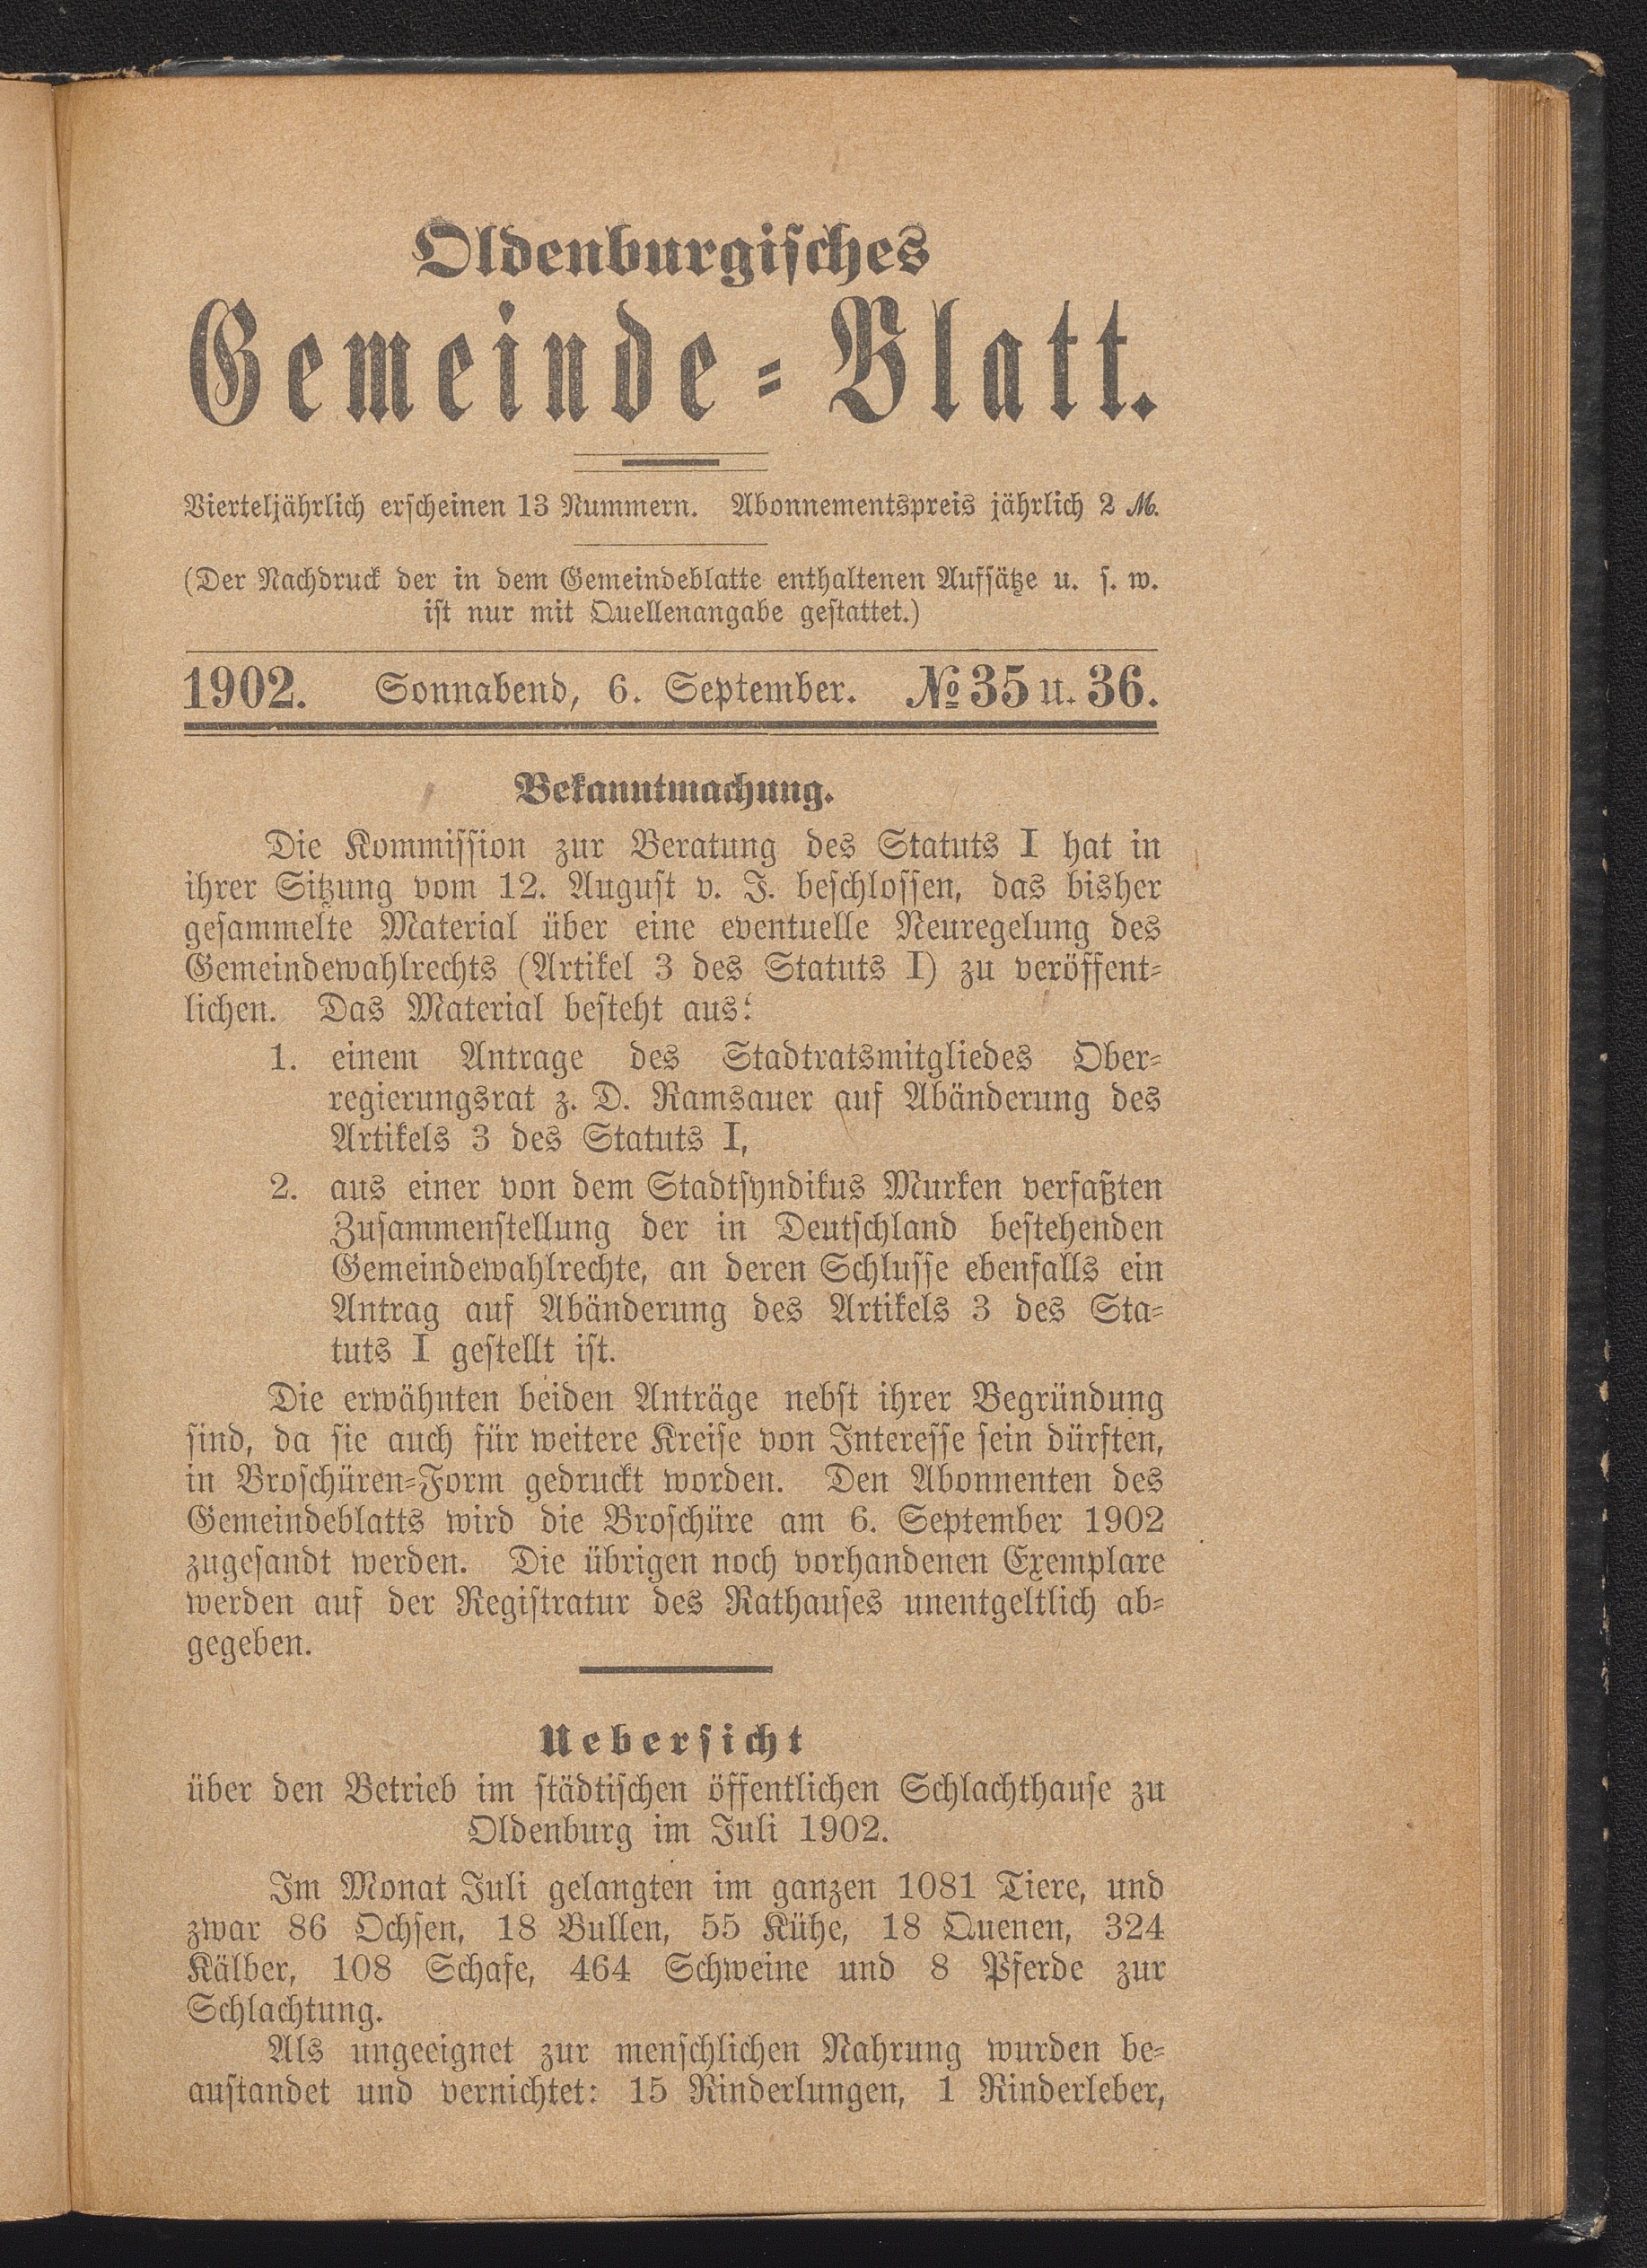 Oldenburgisches
Gemeinde-Blatt.
Vierteljährlich erscheinen 13 Nummern. Abonnementspreis jährlich 2 ℳ.
(Der Nachdruck der in dem Gemeindeblatte enthaltenen Aufsätze u. s. w.
ist nur mit Quellenangabe gestattet.)
1902. Sonnabend, 6. September. № 35 u. 36.
Bekanntmachung.
Die Kommission zur Beratung des Statuts I hat in
ihrer Sitzung vom 12. August v. J. beschlossen, das bisher
gesammelte Material über eine eventuelle Neuregelung des
Gemeindewahlrechts (Artikel 3 des Statuts I) zu veröffent-
lichen. Das Material besteht aus:
1. einem Antrage des Stadtratsmitgliedes Ober-
regierungsrat z. D. Ramsauer auf Abänderung des
Artikels 3 des Statuts I,
2. aus einer von dem Stadtsyndikus Murken verfaßten
Zusammenstellung der in Deutschland bestehenden
Gemeindewahlrechte, an deren Schlusse ebenfalls ein
Antrag auf Abänderung des Artikels 3 des Sta-
tuts I gestellt ist.
Die erwähnten beiden Anträge nebst ihrer Begründung
sind, da sie auch für weitere Kreise von Interesse sein dürften,
in Broschüren-Form gedruckt worden. Den Abonnenten des
Gemeindeblatts wird die Broschüre am 6. September 1902
zugesandt werden. Die übrigen noch vorhandenen Exemplare
werden auf der Registratur des Rathauses unentgeltlich ab-
gegeben.
Uebersicht
über den Betrieb im städtischen öffentlichen Schlachthause zu
Oldenburg im Juli 1902.
Im Monat Juli gelangten im ganzen 1081 Tiere, und
zwar 86 Ochsen, 18 Bullen, 55 Kühe, 18 Quenen, 324
Kälber, 108 Schafe, 464 Schweine und 8 Pferde zur
Schlachtung.
Als ungeeignet zur menschlichen Nahrung wurden be-
anstandet und vernichtet: 15 Rinderlungen, 1 Rinderleber,